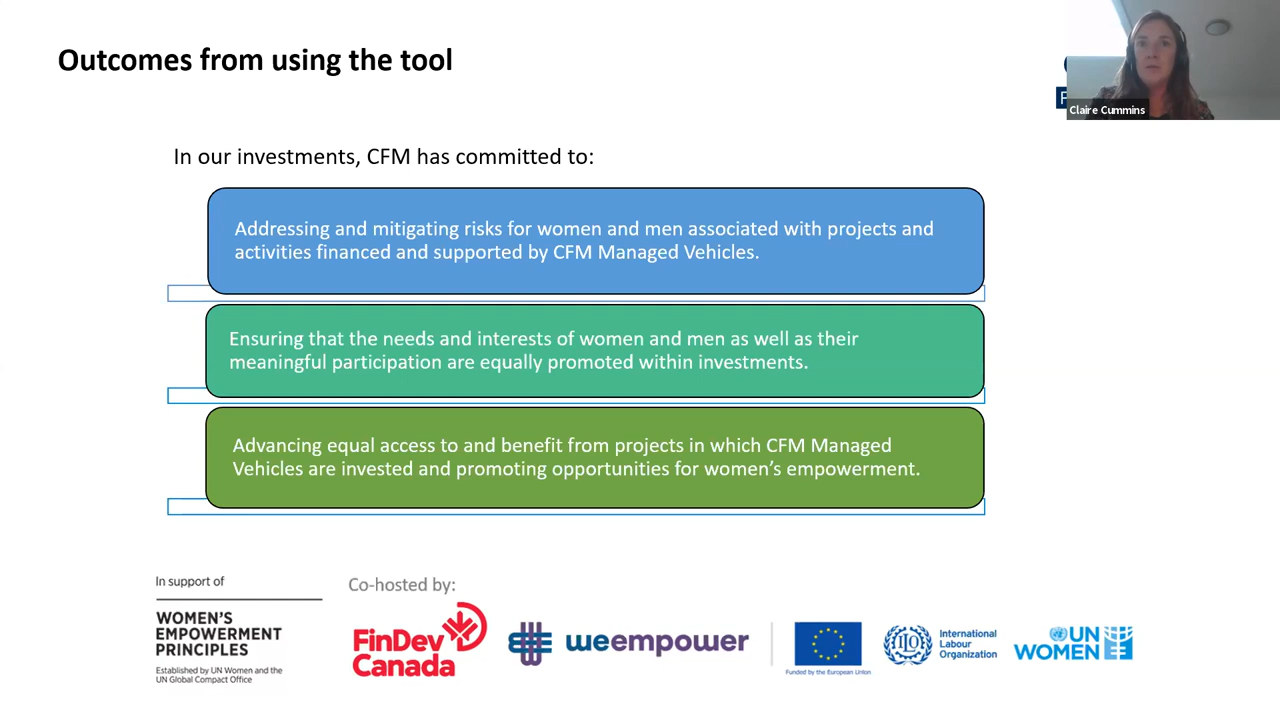 Outcomes from using the tool
Claire Cummins
In our investments, CFM has committed to:
Addressing and mitigating risks for women and men associated with projects and
activities financed and supported by CFM Managed Vehicles.
Ensuring that the needs and interests of women and men as well as their
meaningful participation are equally promoted within investments.
Advancing equal access to and benefit from projects in which CFM Managed
Vehicles are invested and promoting opportunities for women's empowerment.
In support of
WOMEN'S
EMPOWERMENT
PRINCIPLES
Established by UN Women and the
UN Global Compact Office
Co-hosted by:
FinDev
Canada
weempower
Funded by the European Union
International
Labour
Organization
UN
WOMEN